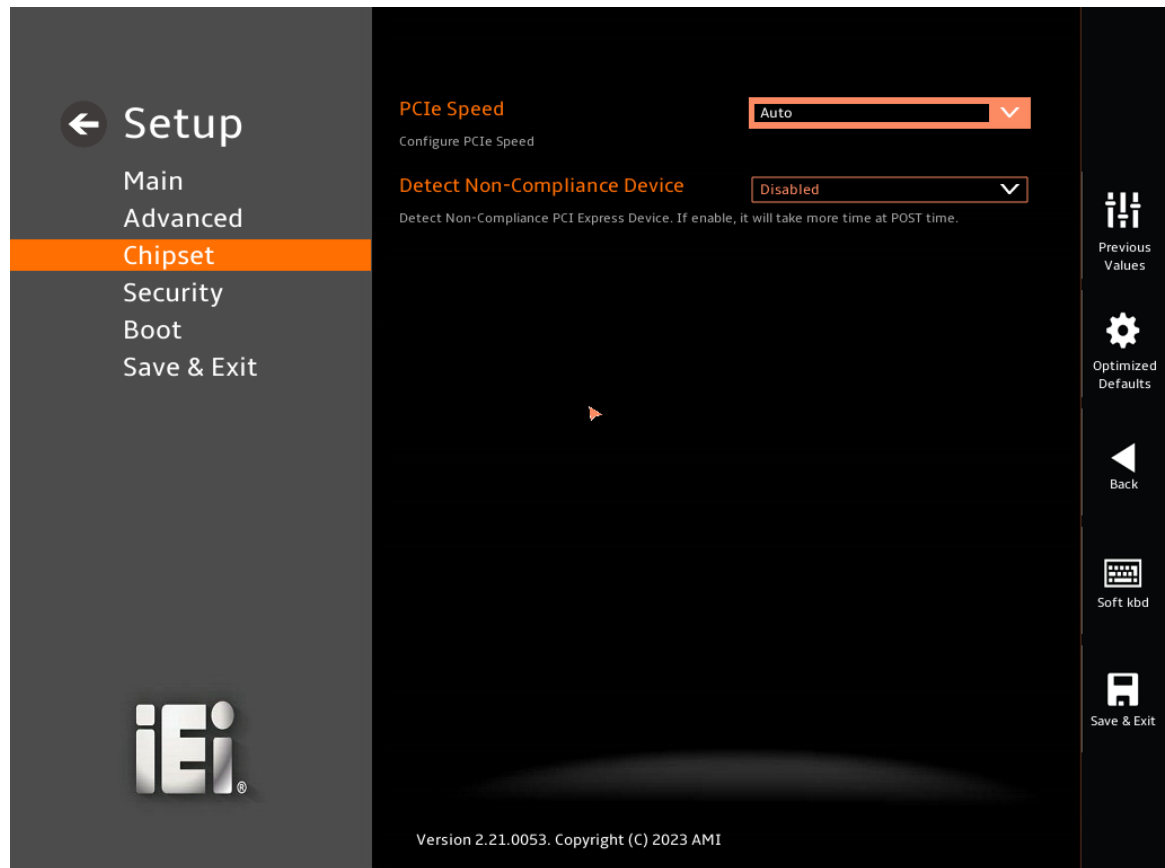 Setup
Main
Advanced
Chipset
Security
Boot
Save & Exit
iEi®
PCIe Speed
Auto
Configure PCIe Speed
Detect Non-Compliance Device
Disabled
Detect Non-Compliance PCI Express Device. If enable, it will take more time at POST time.
Version 2.21.0053. Copyright (C) 2023 AMI
Previous
Values
Optimized
Defaults
Back
Soft kbd
Save & Exit